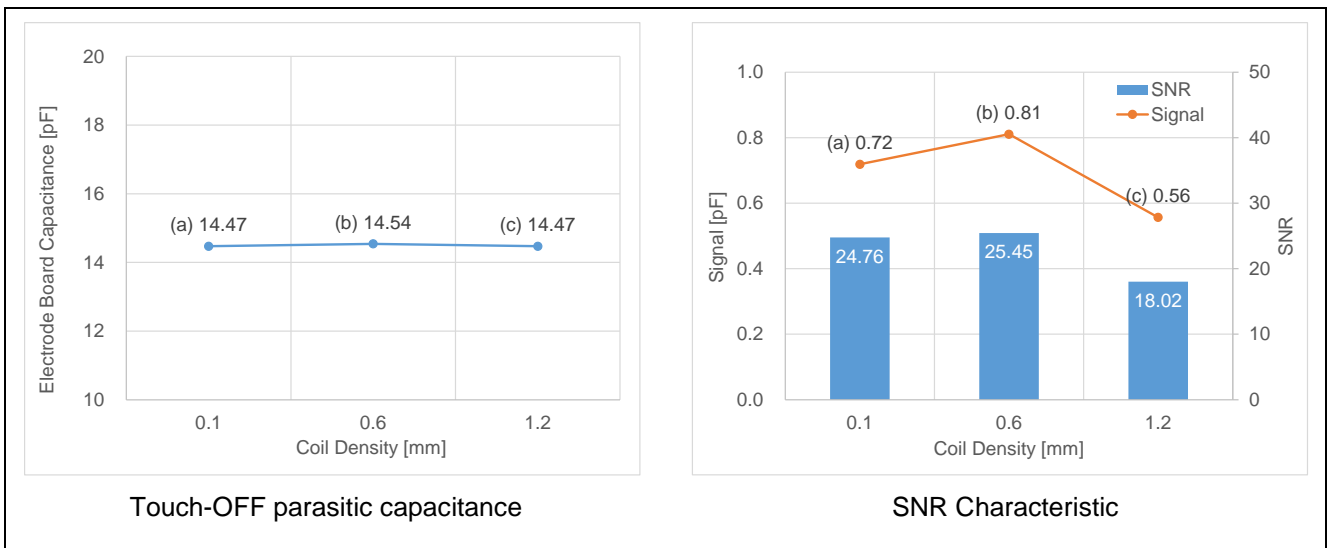 20
18
16
14
12
10
Electrode Board Capacitance [pF]
(a) 14.47
(b) 14.54
(c) 14.47
0.1
0.6
1.2
Coil Density [mm]
Touch-OFF parasitic capacitance
1.0
0.8
0.6
0.4
0.2
0.0
Signal [pF]
50
40
30
20
10
0
SNR
SNR
Signal
(a) 0.72
(b) 0.81
(c) 0.56
24.76
25.45
18.02
0.1
0.6
1.2
Coil Density [mm]
SNR Characteristic